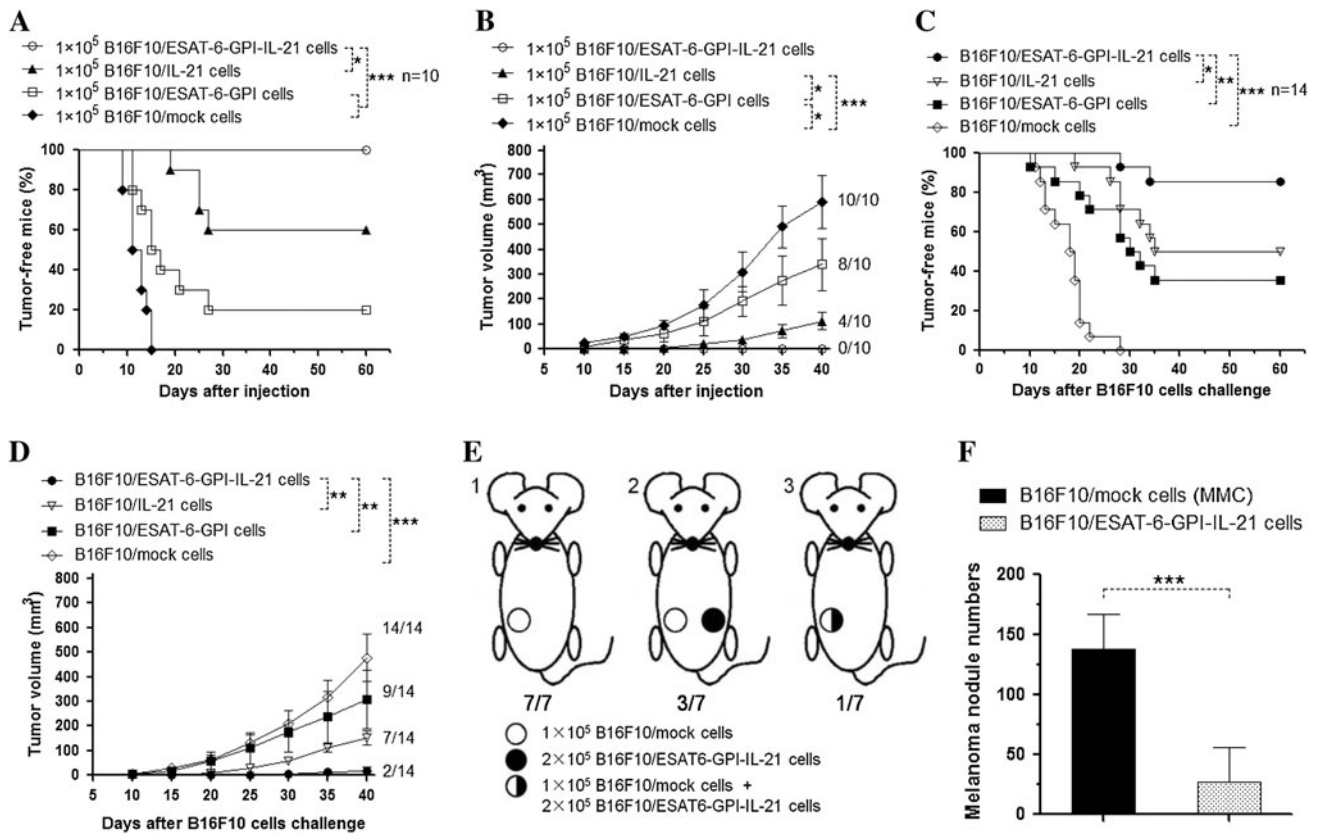 A
1×10⁵ B16F10/ESAT-6-GPI-IL-21 cells
1×10⁵ B16F10/IL-21 cells
1×10⁵ B16F10/ESAT-6-GPI cells
1×10⁵ B16F10/mock cells
*
*** n=10
Tumor-free mice (%)
100
80
60
40
20
0
0 10 20 30 40 50 60
Days after injection
B
1×10⁵ B16F10/ESAT-6-GPI-IL-21 cells
1×10⁵ B16F10/IL-21 cells
1×10⁵ B16F10/ESAT-6-GPI cells
1×10⁵ B16F10/mock cells
*
*
***
Tumor volume (mm³)
800
700
600
500
400
300
200
100
0
10/10
8/10
4/10
0/10
5 10 15 20 25 30 35 40
Days after injection
C
B16F10/ESAT-6-GPI-IL-21 cells
B16F10/IL-21 cells
B16F10/ESAT-6-GPI cells
B16F10/mock cells
*
**
*** n=14
Tumor-free mice (%)
100
80
60
40
20
0
0 10 20 30 40 50 60
Days after B16F10 cells challenge
D
B16F10/ESAT-6-GPI-IL-21 cells
B16F10/IL-21 cells
B16F10/ESAT-6-GPI cells
B16F10/mock cells
**
**
***
Tumor volume (mm³)
800
700
600
500
400
300
200
100
0
14/14
9/14
7/14
2/14
5 10 15 20 25 30 35 40
Days after B16F10 cells challenge
E
1 2 3
7/7 3/7 1/7
1×10⁵ B16F10/mock cells
2×10⁵ B16F10/ESAT6-GPI-IL-21 cells
1×10⁵ B16F10/mock cells +
2×10⁵ B16F10/ESAT6-GPI-IL-21 cells
F
B16F10/mock cells (MMC)
B16F10/ESAT-6-GPI-IL-21 cells
Melanoma nodule numbers
200
150
100
50
0
***